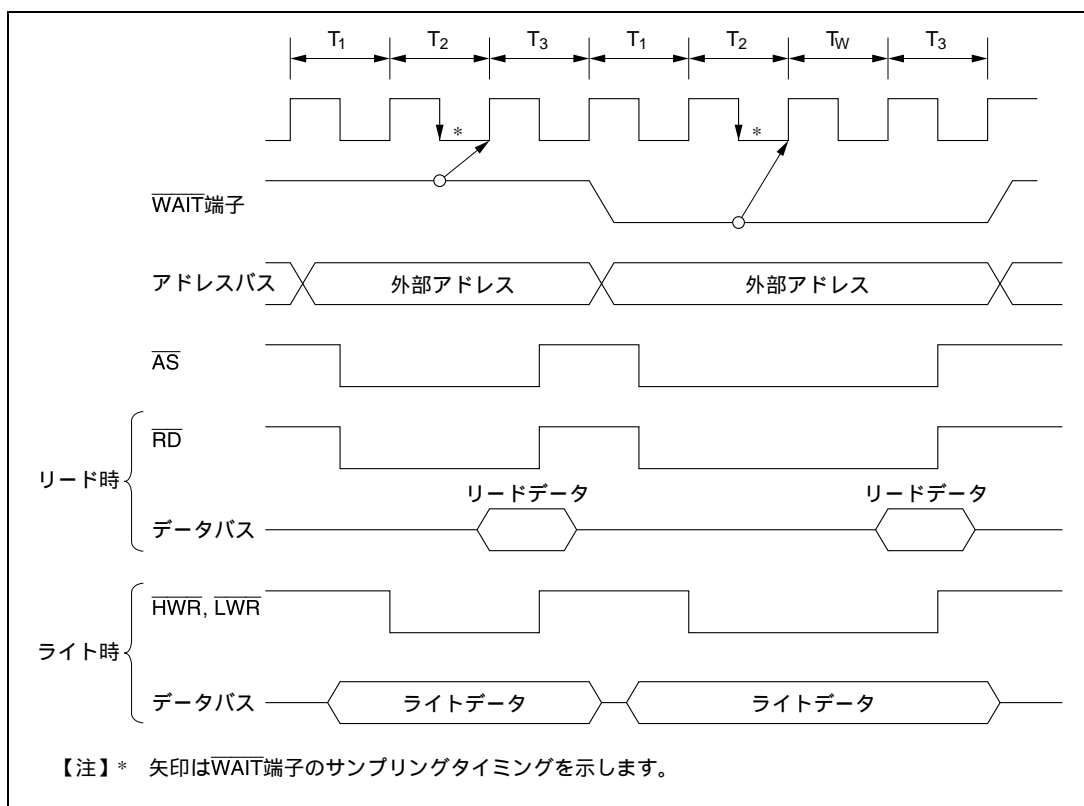 T1 T2 T3 T1 T2 TW T3
* *
WAIT端子
アドレスバス 外部アドレス 外部アドレス
AS
RD
リード時
リードデータ リードデータ
データバス
HWR, LWR
ライト時
データバス ライトデータ ライトデータ
【注】* 矢印はWAIT端子のサンプリングタイミングを示します。